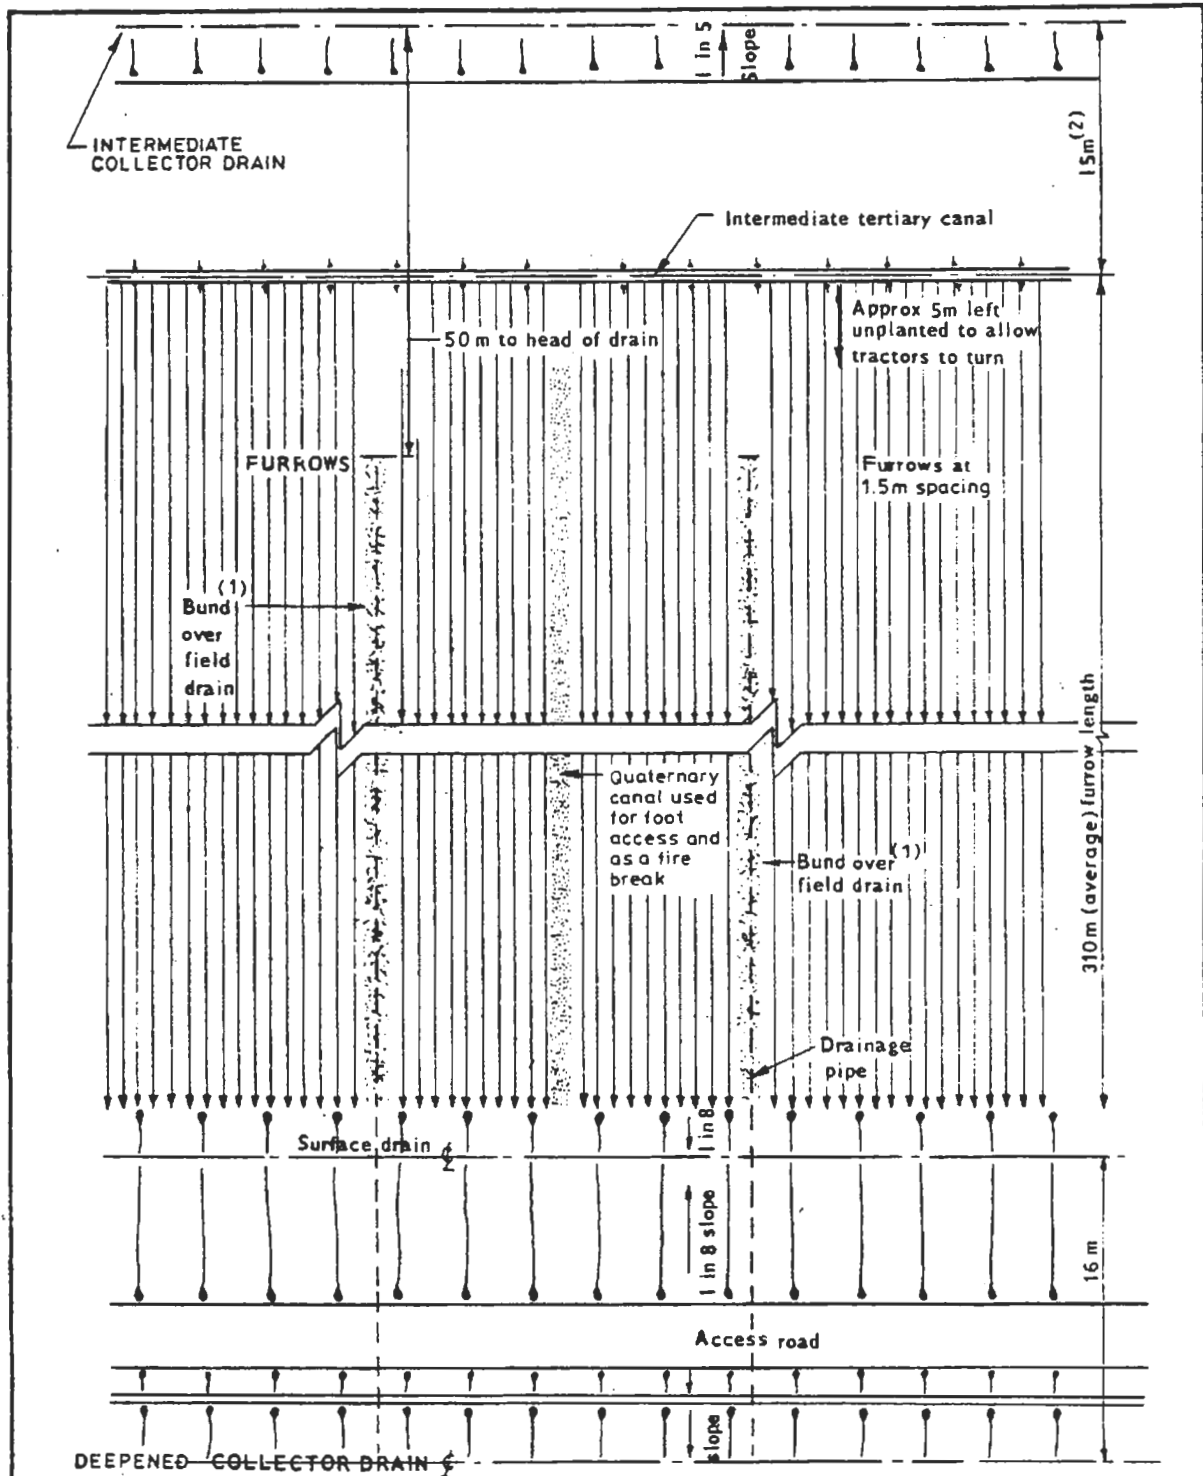 1 in 5
Slope
INTERMEDIATE
COLLECTOR DRAIN
15m(2)
Intermediate tertiary canal
Approx 5m left
unplanted to allow
tractors to turn
50 m to head of drain
FURROWS
Furrows at
1.5m spacing
(1)
Bund
over
field
drain
310m (average) furrow length
Quaternary
canal used
for foot
access and
as a fire
break
Bund over(1)
field drain
Drainage
pipe
1 in 8
Surface drain ℄
1 in 8 slope
16 m
Access road
slope
DEEPENED COLLECTOR DRAIN ℄